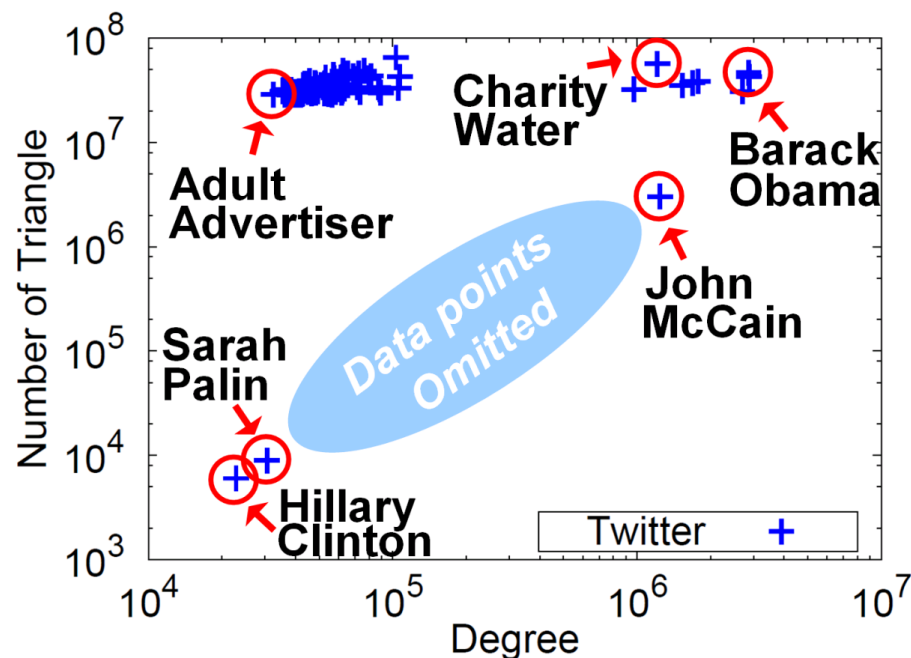 10^8
10^7
10^6
10^5
10^4
10^3
Number of Triangle
Adult
Advertiser
Charity
Water
Barack
Obama
John
McCain
Data points
Omitted
Sarah
Palin
Hillary
Clinton
Twitter
10^4
10^5
10^6
10^7
Degree